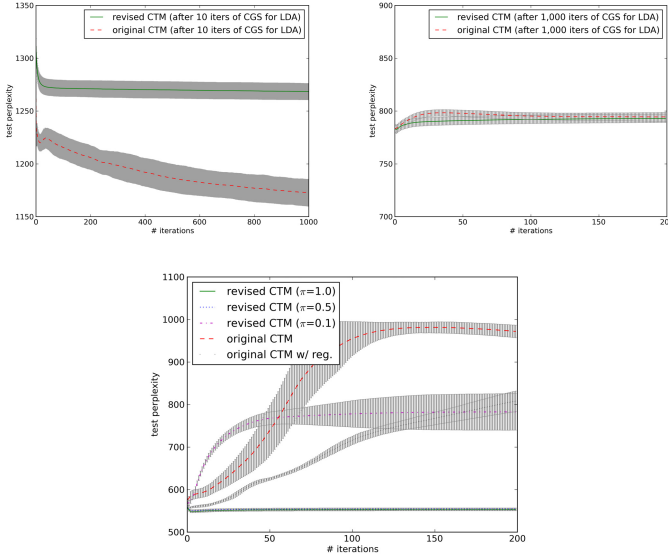 1350
1300
1250
1200
1150
0
200
400
600
800
1000
test perplexity
# iterations
revised CTM (after 10 iters of CGS for LDA)
original CTM (after 10 iters of CGS for LDA)
900
850
800
750
700
0
50
100
150
200
test perplexity
# iterations
revised CTM (after 1,000 iters of CGS for LDA)
original CTM (after 1,000 iters of CGS for LDA)
1100
1000
900
800
700
600
500
0
50
100
150
200
test perplexity
# iterations
revised CTM (π=1.0)
revised CTM (π=0.5)
revised CTM (π=0.1)
original CTM
original CTM w/ reg.